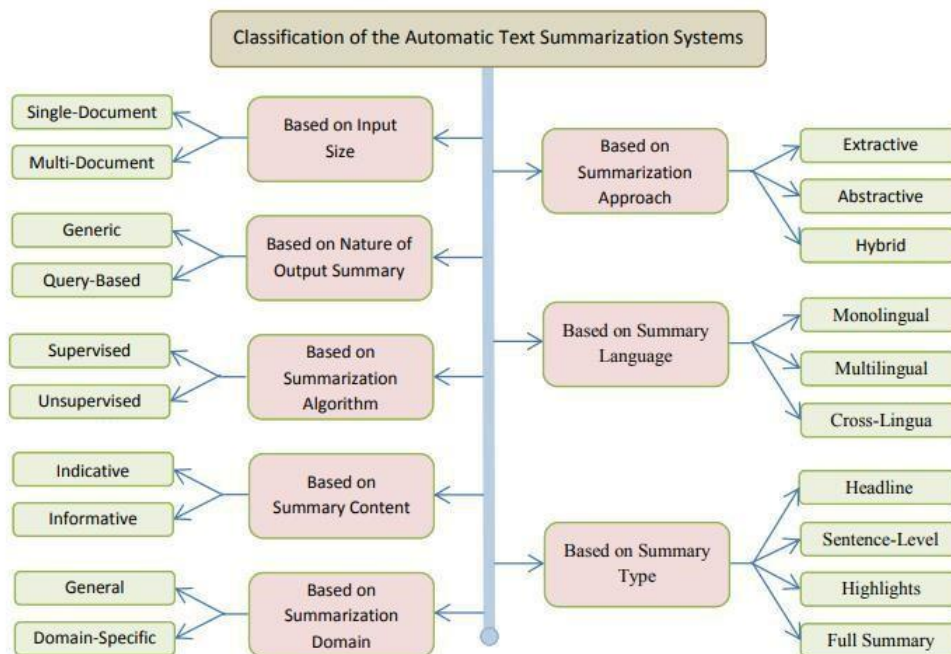 Classification of the Automatic Text Summarization Systems
Single-Document
Multi-Document
Based on Input
Size
Generic
Query-Based
Based on Nature of
Output Summary
Supervised
Unsupervised
Based on
Summarization
Algorithm
Indicative
Informative
Based on
Summary Content
General
Domain-Specific
Based on
Summarization
Domain
Based on
Summarization
Approach
Extractive
Abstractive
Hybrid
Based on Summary
Language
Monolingual
Multilingual
Cross-Lingua
Based on Summary
Type
Headline
Sentence-Level
Highlights
Full Summary